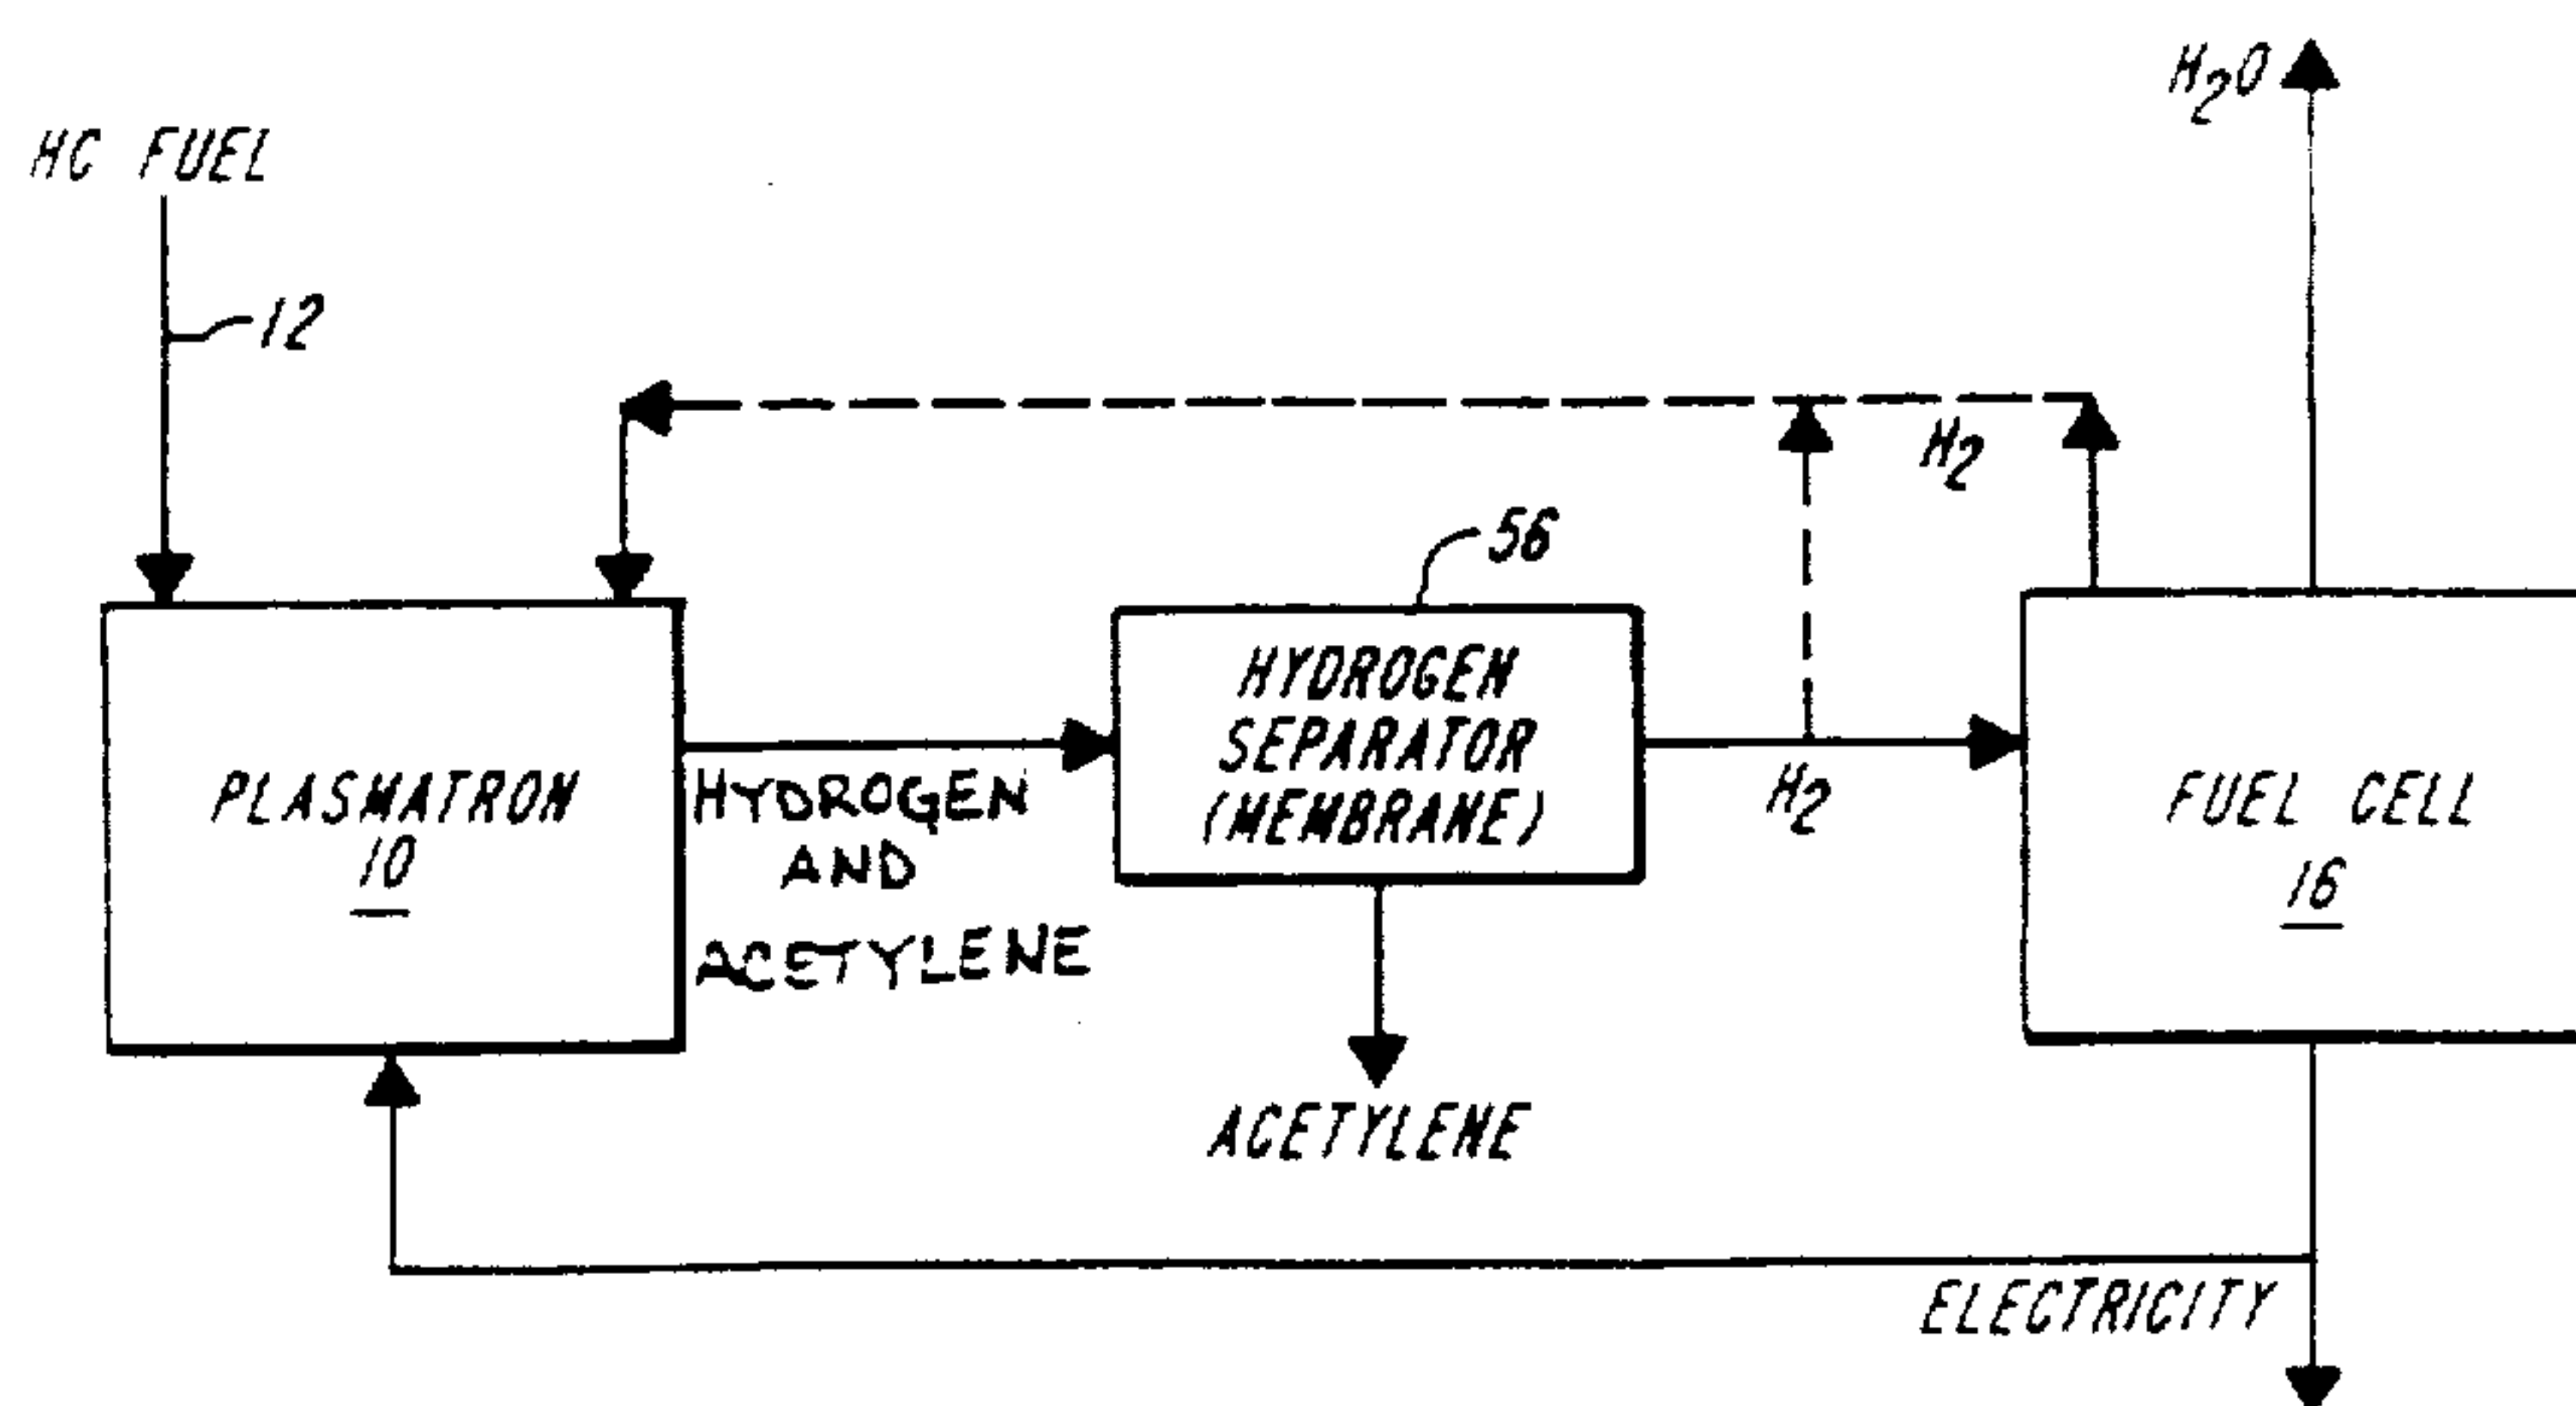 H₂O
HC FUEL
12
H₂
56
HYDROGEN
SEPARATOR
(MEMBRANE)
PLASMATRON
10
HYDROGEN
AND
ACETYLENE
H₂
FUEL CELL
16
ACETYLENE
ELECTRICITY